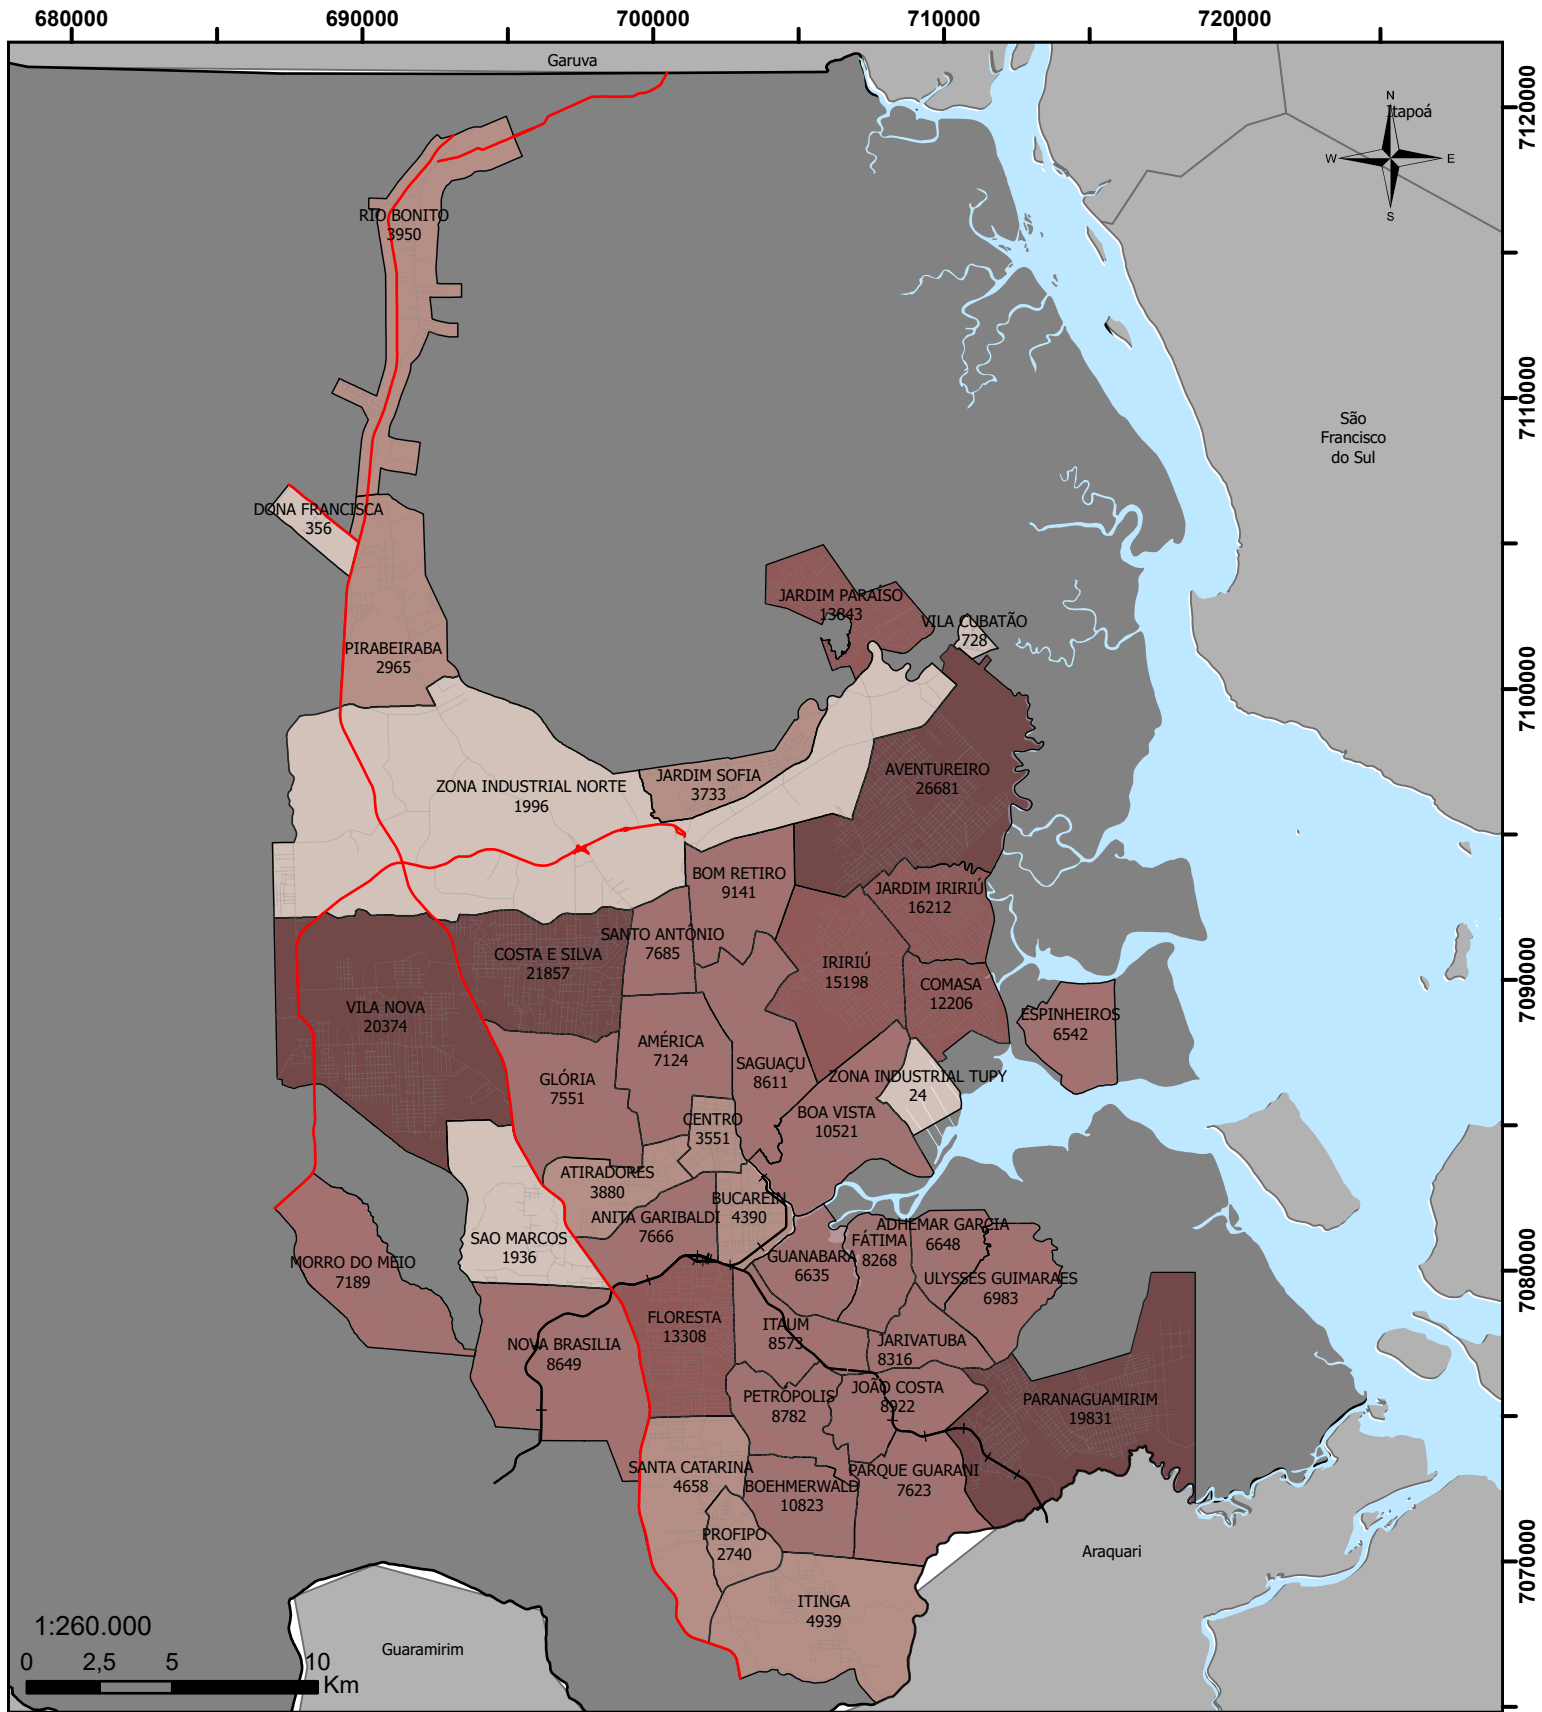 680000
690000
700000
710000
720000
Garuva
7120000
N
Itapoá
W
E
S
RIO BONITO
3950
7110000
São
Francisco
do Sul
DONA FRANCISCA
356
JARDIM PARAÍSO
13843
VILA CUBATÃO
728
PIRABEIRABA
2965
7100000
ZONA INDUSTRIAL NORTE
1996
JARDIM SOFIA
3733
AVENTUREIRO
26681
BOM RETIRO
9141
JARDIM IRIRIÚ
16212
SANTO ANTÔNIO
7685
COSTA E SILVA
21857
IRIRIÚ
15198
COMASA
12206
7090000
VILA NOVA
20374
ESPINHEIROS
6542
AMÉRICA
7124
SAGUAÇU
8611
GLÓRIA
7551
ZONA INDUSTRIAL TUPY
24
BOA VISTA
10521
CENTRO
3551
ATIRADORES
3880
BUCAREIN
4390
ANITA GARIBALDI
7666
ADHEMAR GARCIA
6648
FÁTIMA
8268
SAO MARCOS
1936
GUANABARA
6635
MORRO DO MEIO
7189
ULYSSES GUIMARAES
6983
7080000
FLORESTA
13308
ITAUM
8573
NOVA BRASILIA
8649
JARIVATUBA
8316
JOÃO COSTA
8922
PETRÓPOLIS
8782
PARANAGUAMIRIM
19831
SANTA CATARINA
4658
BOEHMERWALD
10823
PARQUE GUARANI
7623
PROFIPO
2740
Araquari
7070000
ITINGA
4939
1:260.000
Guaramirim
0 2,5 5 10
Km